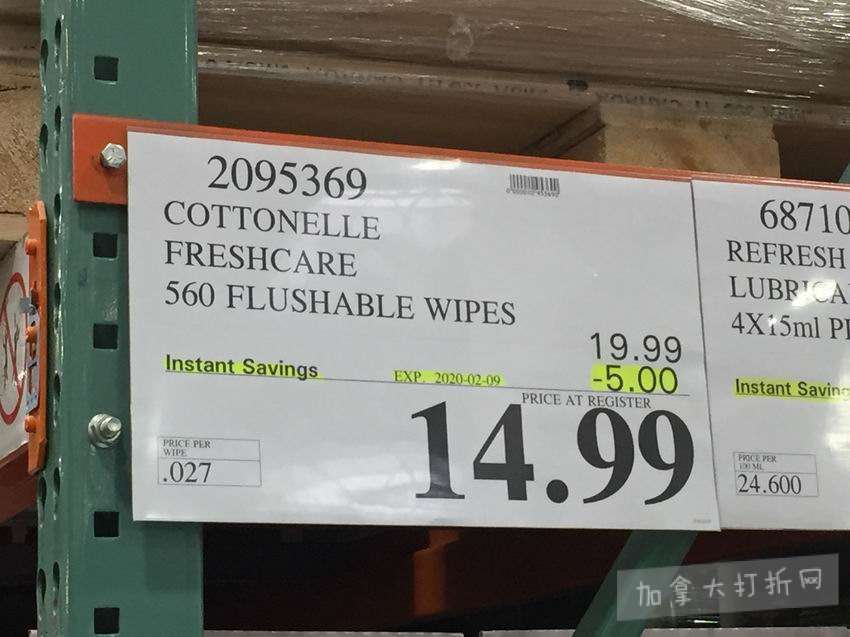 2095369
COTTONELLE
FRESHCARE
560 FLUSHABLE WIPES
19.99
Instant Savings EXP. 2020-02-09 -5.00
PRICE AT REGISTER
14.99
PRICE PER
WIPE
.027
68710
REFRESH
LUBRICA
4X15ml P
Instant Saving
PRICE PER
100 ML
24.600
加拿大打折网